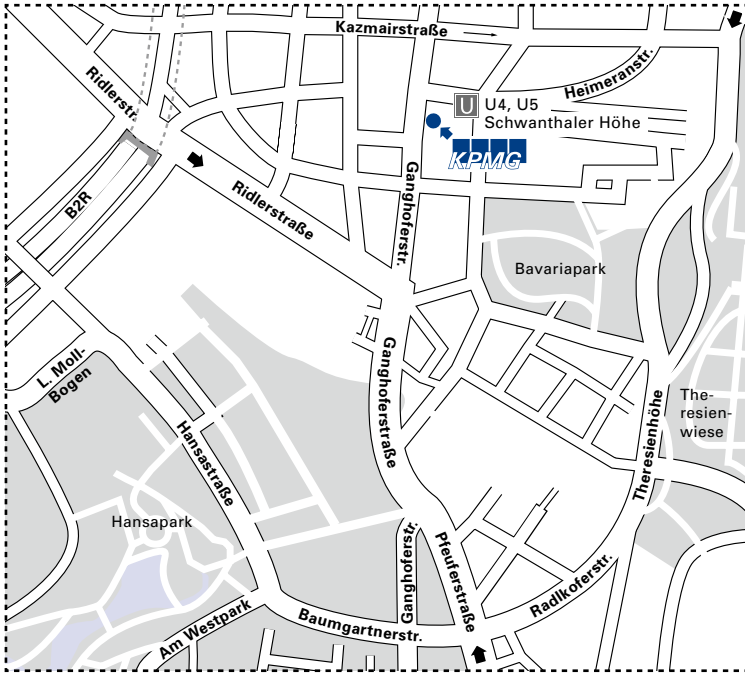 Kazmairstraße
Ridlerstr.
Heimeranstr.
U U4, U5
Schwanthaler Höhe
KPMG
B2R
Ridlerstraße
Ganghoferstr.
Bavariapark
L. Moll-
Bogen
Ganghoferstraße
The-
resien-
wiese
Theresienhöhe
Hansastraße
Hansapark
Ganghoferstr.
Pfeuferstraße
Radlkoferstr.
Am Westpark
Baumgartnerstr.